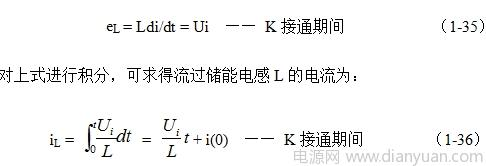 eL = Ldi/dt = Ui —— K 接通期间 (1-35)
对上式进行积分，可求得流过储能电感 L 的电流为：
iL = ∫₀ᵗ Ui/L dt = Ui/L t + i(0) —— K 接通期间 (1-36)
电源网 www.dianyuan.com